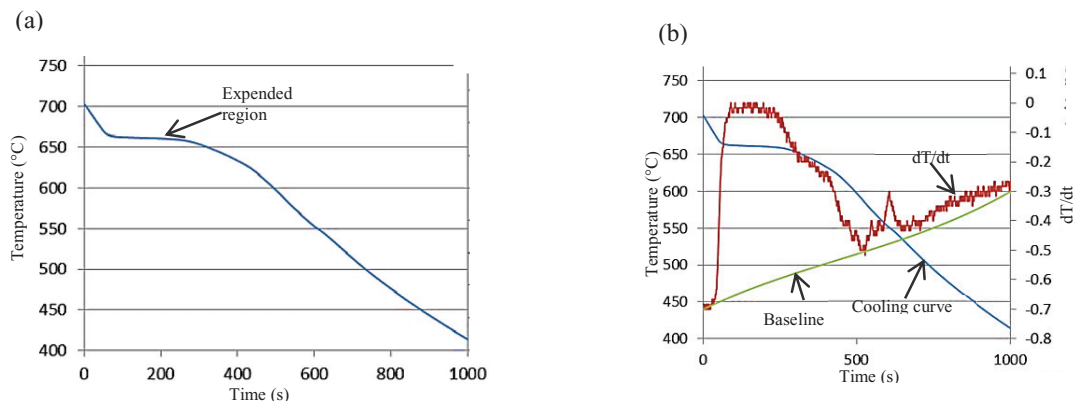 (a)
750
700
650
600
550
500
450
400
Temperature (°C)
Expended
region
0
200
400
600
800
1000
Time (s)
(b)
750
700
650
600
550
500
450
400
Temperature (°C)
0.1
0
-0.1
-0.2
-0.3
-0.4
-0.5
-0.6
-0.7
-0.8
dT/dt
dT/dt
Baseline
Cooling curve
0
500
1000
Time (s)